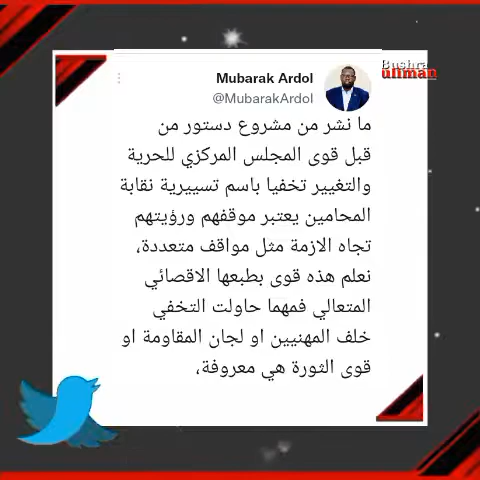 Bushra
uliman
Mubarak Ardol
@MubarakArdol
ما نشر من مشروع دستور من
قبل قوى المجلس المركزي للحرية
والتغيير تخفيا باسم تسييرية نقابة
المحامين يعتبر موقفهم ورؤيتهم
تجاه الازمة مثل مواقف متعددة،
نعلم هذه قوى بطبعها الاقصائي
المتعالي فمهما حاولت التخفي
خلف المهنيين او لجان المقاومة او
قوى الثورة هي معروفة،